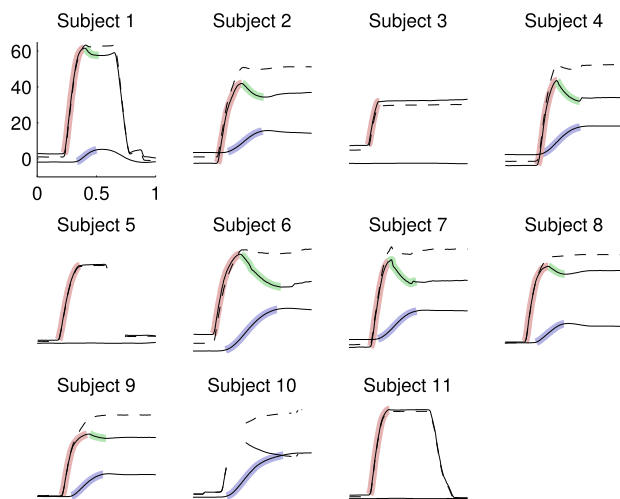 Subject 1
Subject 2
Subject 3
Subject 4
60
40
20
0
0
0.5
1
Subject 5
Subject 6
Subject 7
Subject 8
Subject 9
Subject 10
Subject 11